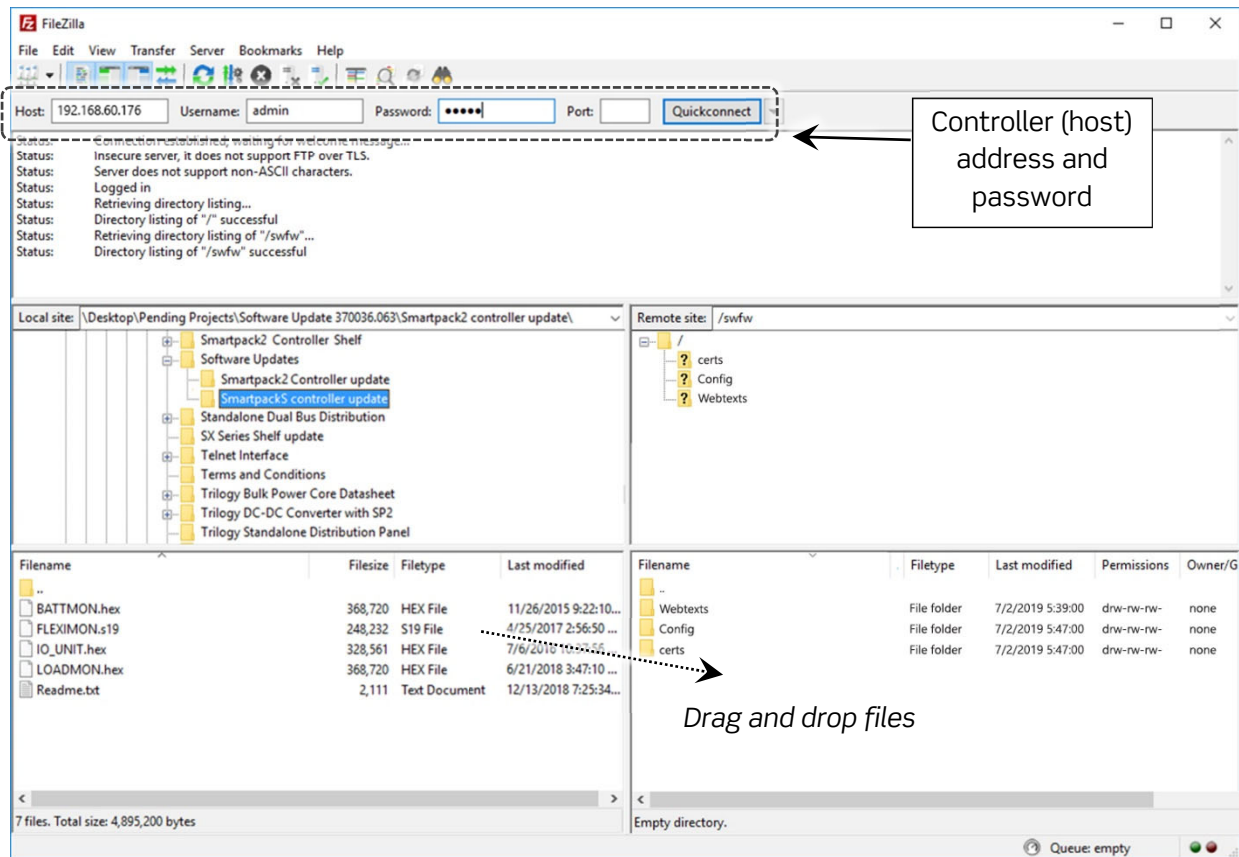 FileZilla
File Edit View Transfer Server Bookmarks Help
Host: 192.168.60.176 Username: admin Password: ●●●●● Port: Quickconnect
Controller (host)
address and
password
Status: Connection established, waiting for welcome message...
Status: Insecure server, it does not support FTP over TLS.
Status: Server does not support non-ASCII characters.
Status: Logged in
Status: Retrieving directory listing...
Status: Directory listing of "/" successful
Status: Retrieving directory listing of "/swfw"...
Status: Directory listing of "/swfw" successful
Local site: \Desktop\Pending Projects\Software Update 370036.063\Smartpack2 controller update\
Smartpack2 Controller Shelf
Software Updates
Smartpack2 Controller update
SmartpackS controller update
Standalone Dual Bus Distribution
SX Series Shelf update
Telnet Interface
Terms and Conditions
Trilogy Bulk Power Core Datasheet
Trilogy DC-DC Converter with SP2
Trilogy Standalone Distribution Panel
Remote site: /swfw
/
? certs
? Config
? Webtexts
Filename Filesize Filetype Last modified
..
BATTMON.hex 368,720 HEX File 11/26/2015 9:22:10...
FLEXIMON.s19 248,232 S19 File 4/25/2017 2:56:50 ...
IO_UNIT.hex 328,561 HEX File 7/6/2018
LOADMON.hex 368,720 HEX File 6/21/2018 3:47:10 ...
Readme.txt 2,111 Text Document 12/13/2018 7:25:34...
7 files. Total size: 4,895,200 bytes
Filename Filetype Last modified Permissions Owner/G
..
Webtexts File folder 7/2/2019 5:39:00 drw-rw-rw- none
Config File folder 7/2/2019 5:47:00 drw-rw-rw- none
certs File folder 7/2/2019 5:47:00 drw-rw-rw- none
Drag and drop files
Empty directory.
Queue: empty